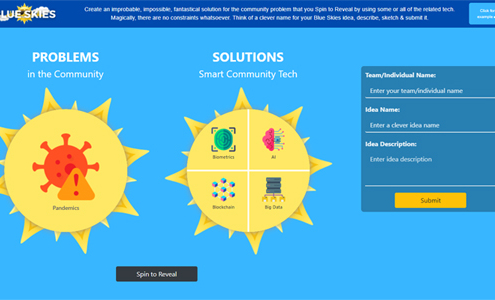 BLUE SKIES
Create an improbable, impossible, fantastical solution for the community problem that you Spin to Reveal by using some or all of the related tech.
Magically, there are no constraints whatsoever. Think of a clever name for your Blue Skies idea, describe, sketch & submit it.
PROBLEMS
in the Community
Pandemics
SOLUTIONS
Smart Community Tech
Biometrics
AI
Blockchain
Big Data
Spin to Reveal
Team/Individual Name:
Enter your team/individual name
Idea Name:
Enter a clever idea name
Idea Description:
Enter idea description
Submit